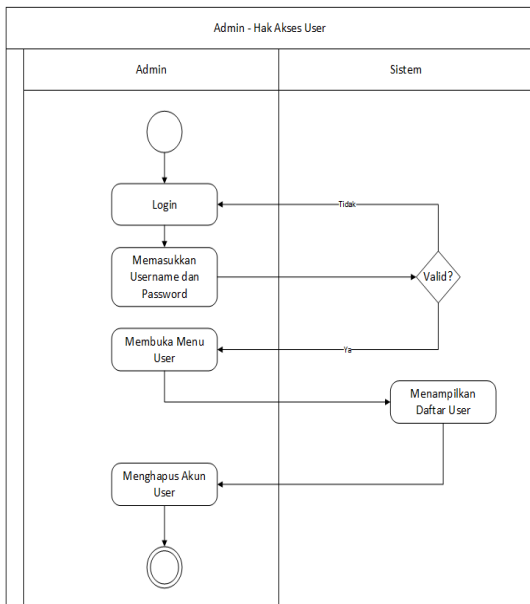 Admin - Hak Akses User
Admin
Sistem
Login
Tidak
Memasukkan
Username dan
Password
Valid?
Membuka Menu
User
Ya
Menampilkan
Daftar User
Menghapus Akun
User